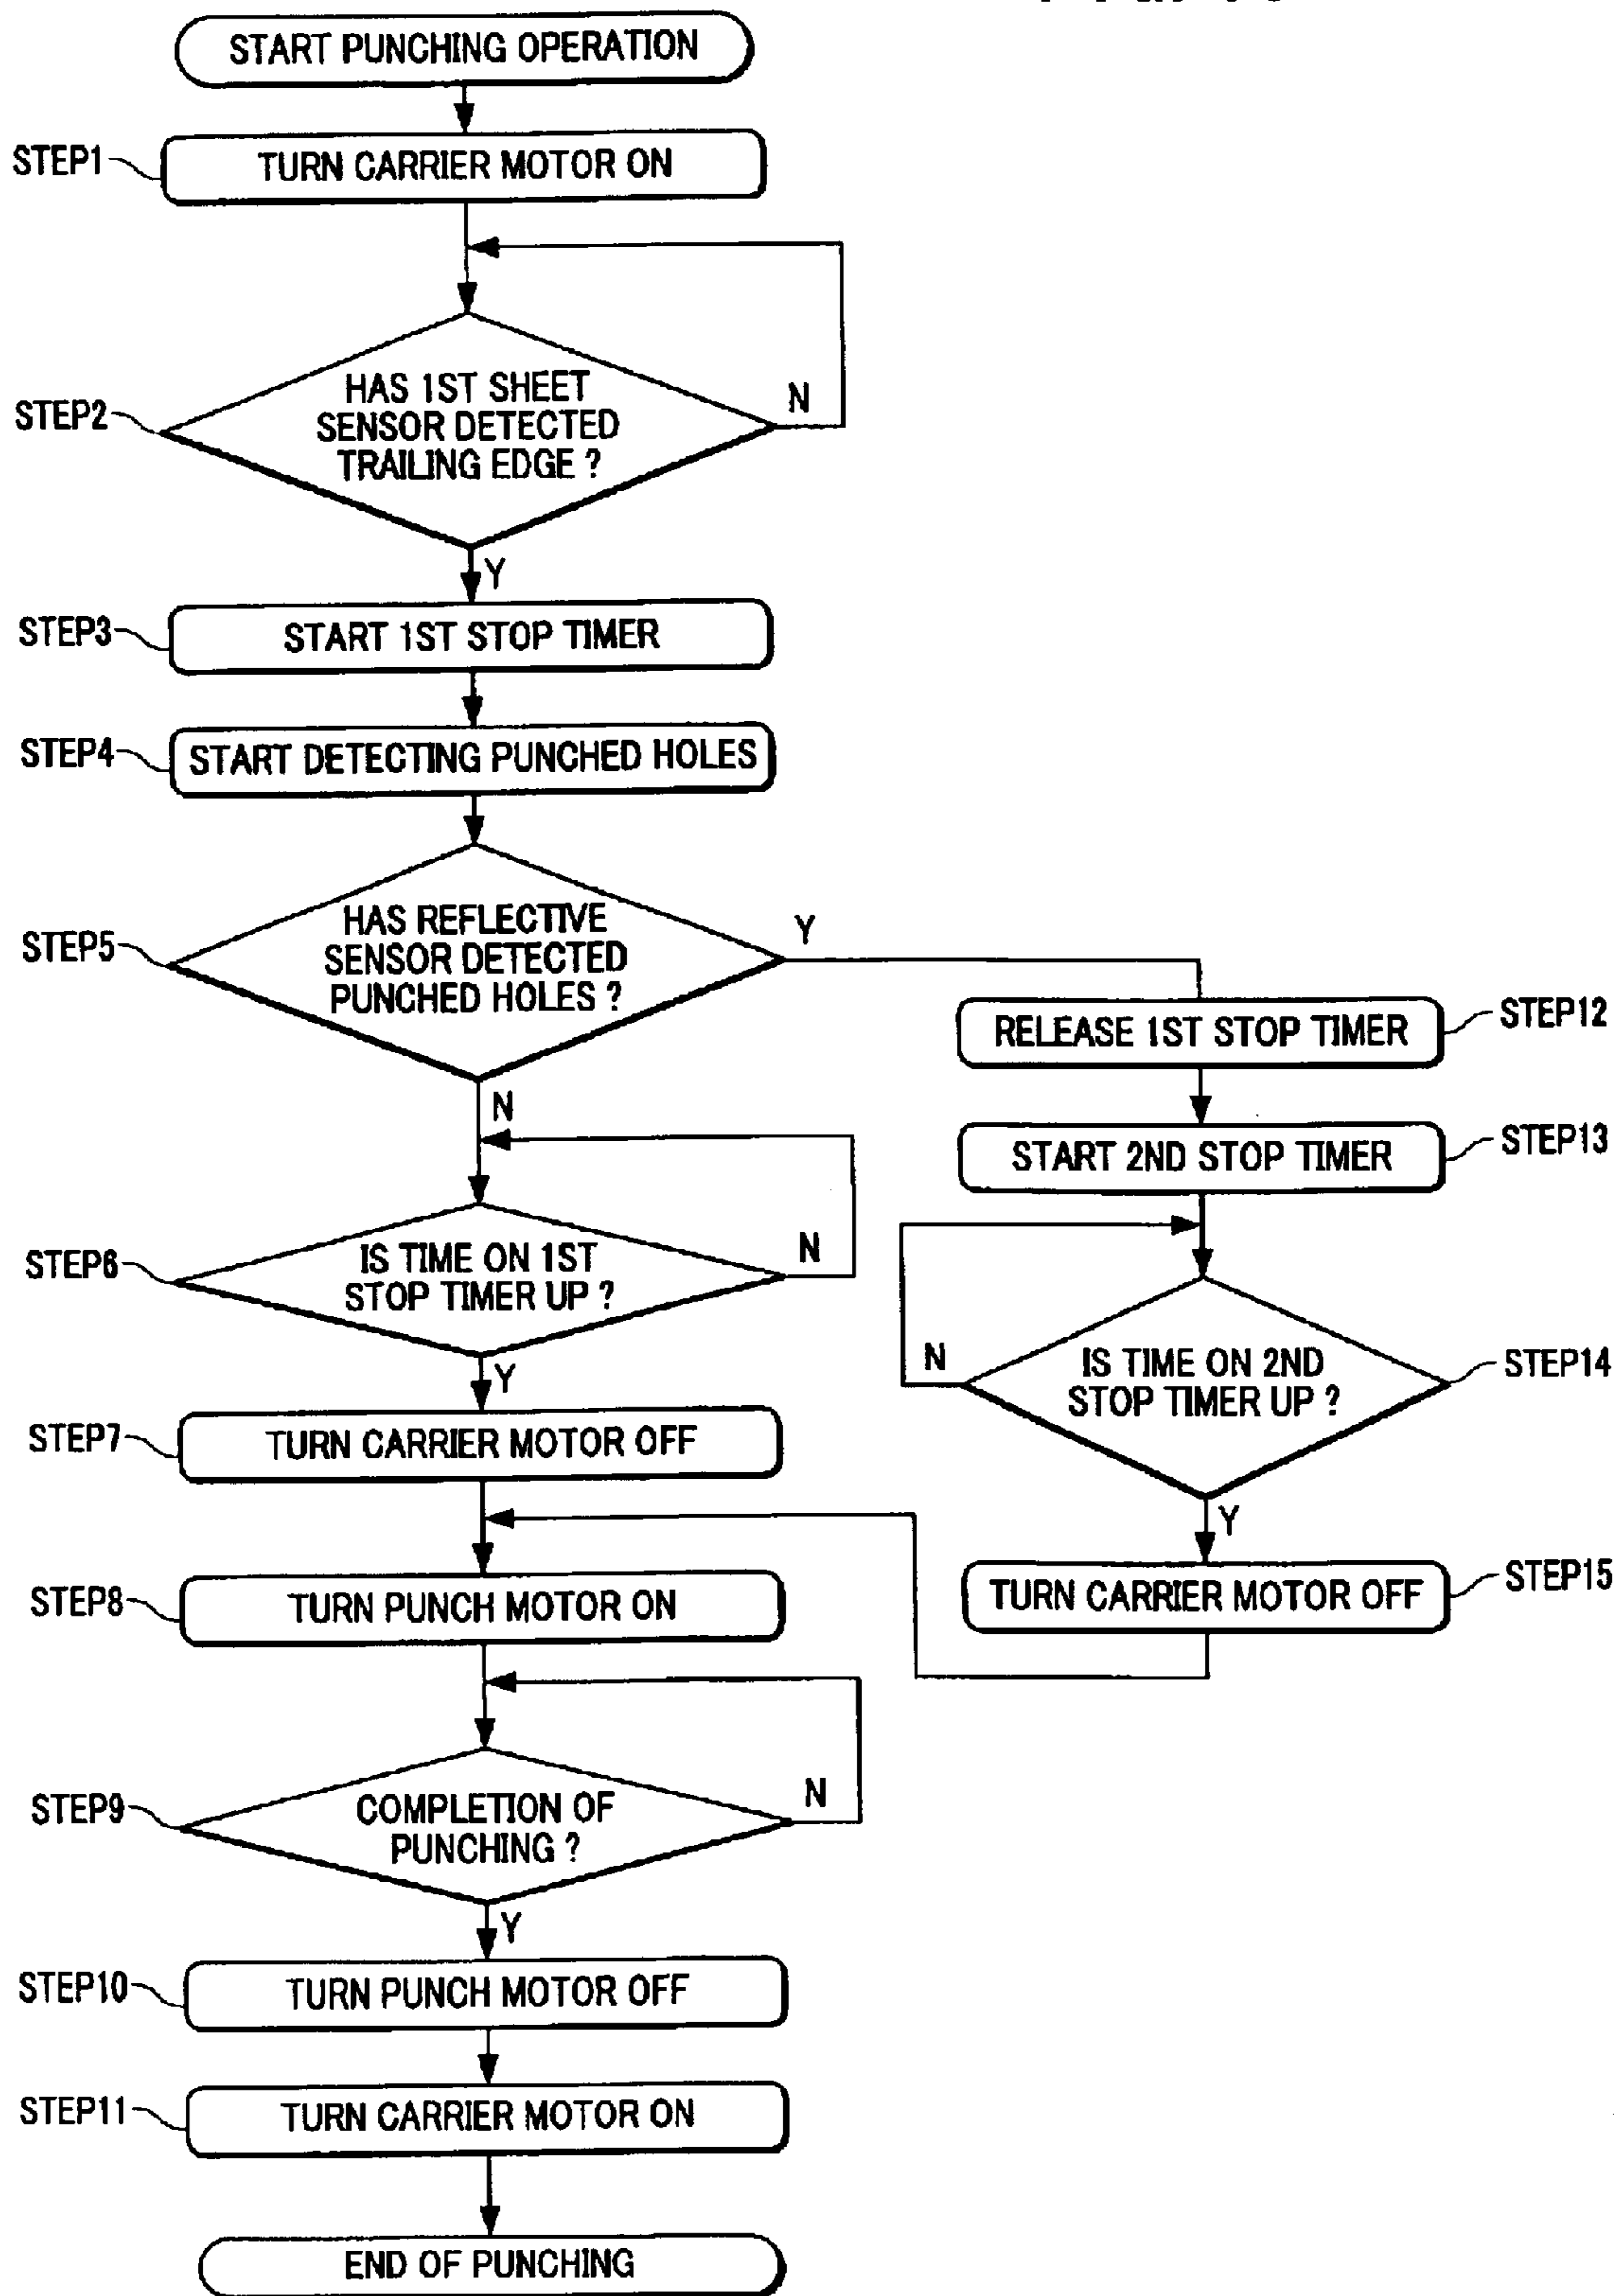 START PUNCHING OPERATION
STEP1
TURN CARRIER MOTOR ON
STEP2
HAS 1ST SHEET
SENSOR DETECTED
TRAILING EDGE ?
N
Y
STEP3
START 1ST STOP TIMER
STEP4
START DETECTING PUNCHED HOLES
STEP5
HAS REFLECTIVE
SENSOR DETECTED
PUNCHED HOLES ?
Y
N
RELEASE 1ST STOP TIMER
STEP12
START 2ND STOP TIMER
STEP13
STEP6
IS TIME ON 1ST
STOP TIMER UP ?
N
Y
N
IS TIME ON 2ND
STOP TIMER UP ?
STEP14
Y
STEP7
TURN CARRIER MOTOR OFF
TURN CARRIER MOTOR OFF
STEP15
STEP8
TURN PUNCH MOTOR ON
STEP9
COMPLETION OF
PUNCHING ?
N
Y
STEP10
TURN PUNCH MOTOR OFF
STEP11
TURN CARRIER MOTOR ON
END OF PUNCHING